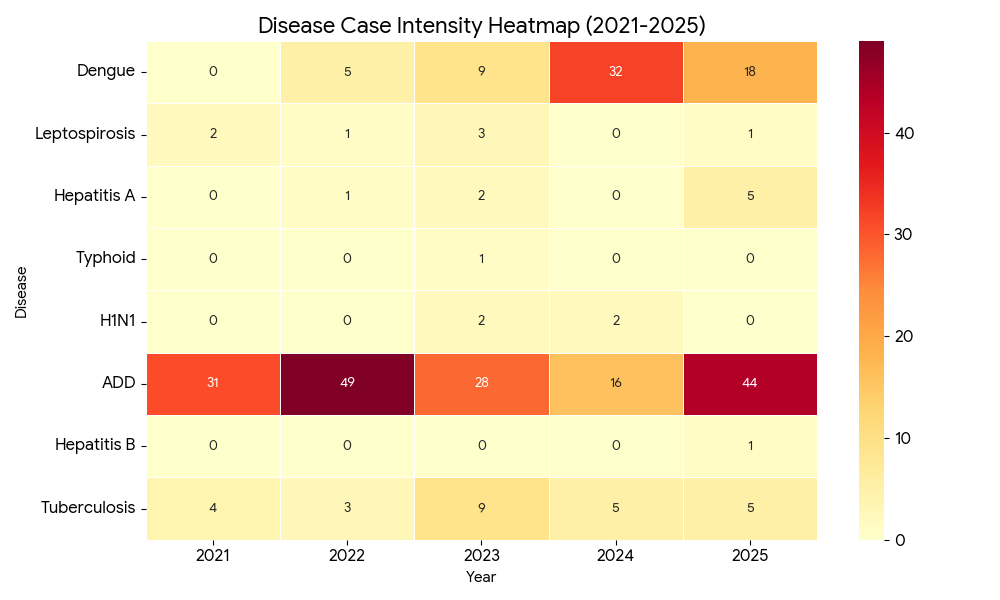 Disease Case Intensity Heatmap (2021-2025)
Dengue 0 5 9 32 18
Leptospirosis 2 1 3 0 1
Hepatitis A 0 1 2 0 5
Typhoid 0 0 1 0 0
H1N1 0 0 2 2 0
ADD 31 49 28 16 44
Hepatitis B 0 0 0 0 1
Tuberculosis 4 3 9 5 5
2021 2022 2023 2024 2025
Year
Disease
40
30
20
10
0